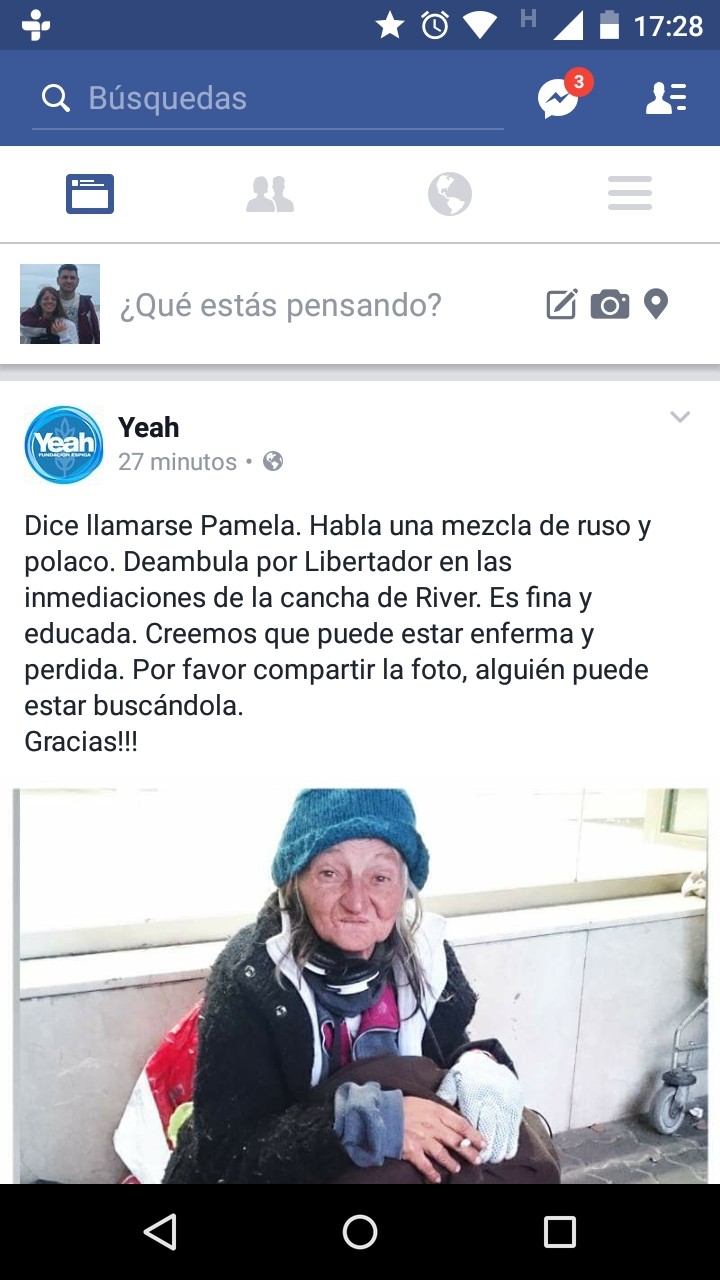 H 17:28
Búsquedas
3
¿Qué estás pensando?
Yeah
27 minutos •
Yeah
FUNDACIÓN ESPIGA
Dice llamarse Pamela. Habla una mezcla de ruso y
polaco. Deambula por Libertador en las
inmediaciones de la cancha de River. Es fina y
educada. Creemos que puede estar enferma y
perdida. Por favor compartir la foto, alguién puede
estar buscándola.
Gracias!!!